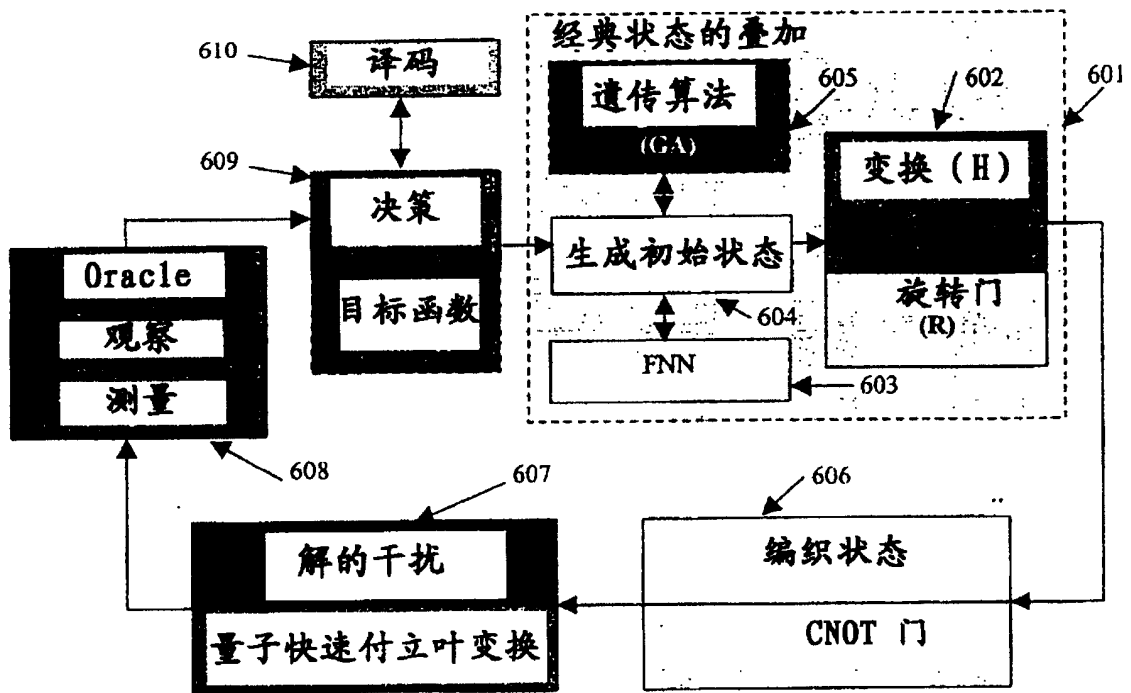 经典状态的叠加
610
译码
遗传算法
(GA)
605
602
601
变换（H）
609
决策
目标函数
生成初始状态
604
旋转门
(R)
FNN
603
Oracle
观察
测量
608
607
606
解的干扰
量子快速付立叶变换
编织状态
CNOT 门